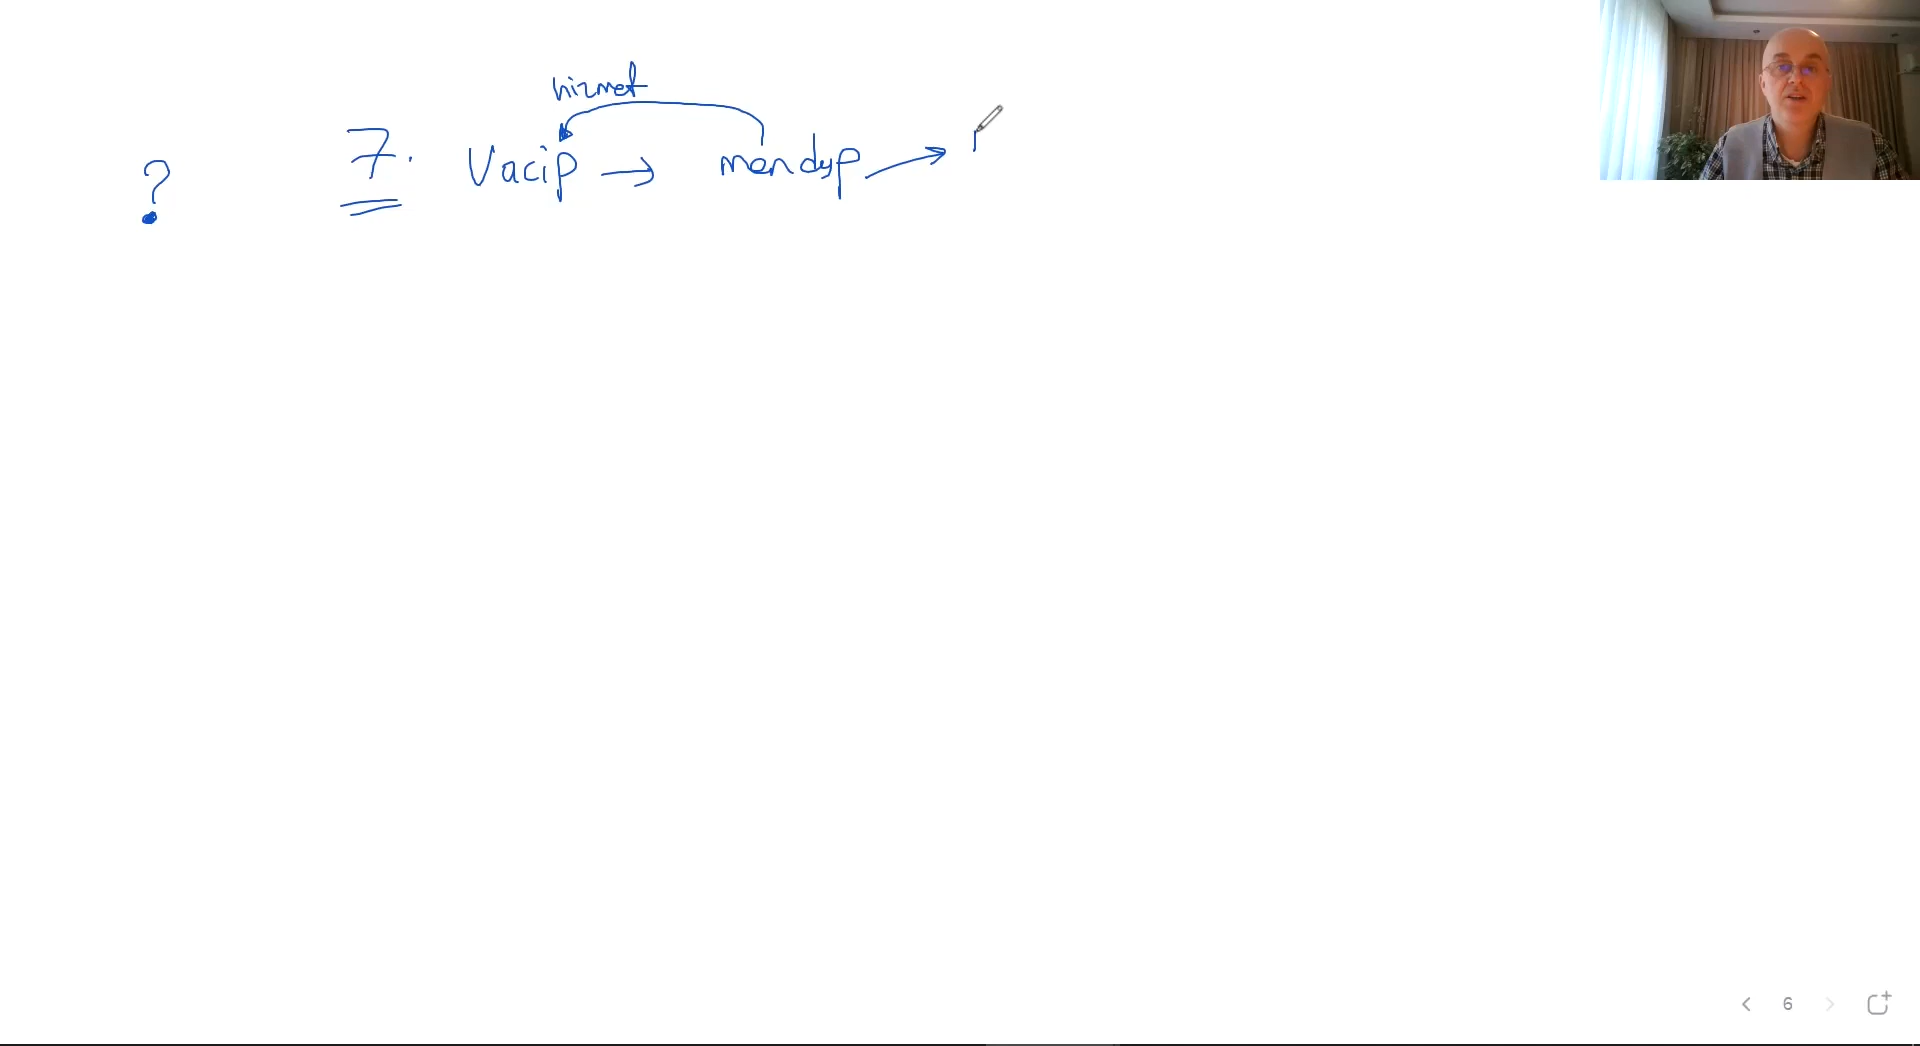 hizmet
? 7. Vacip → mendup →
6